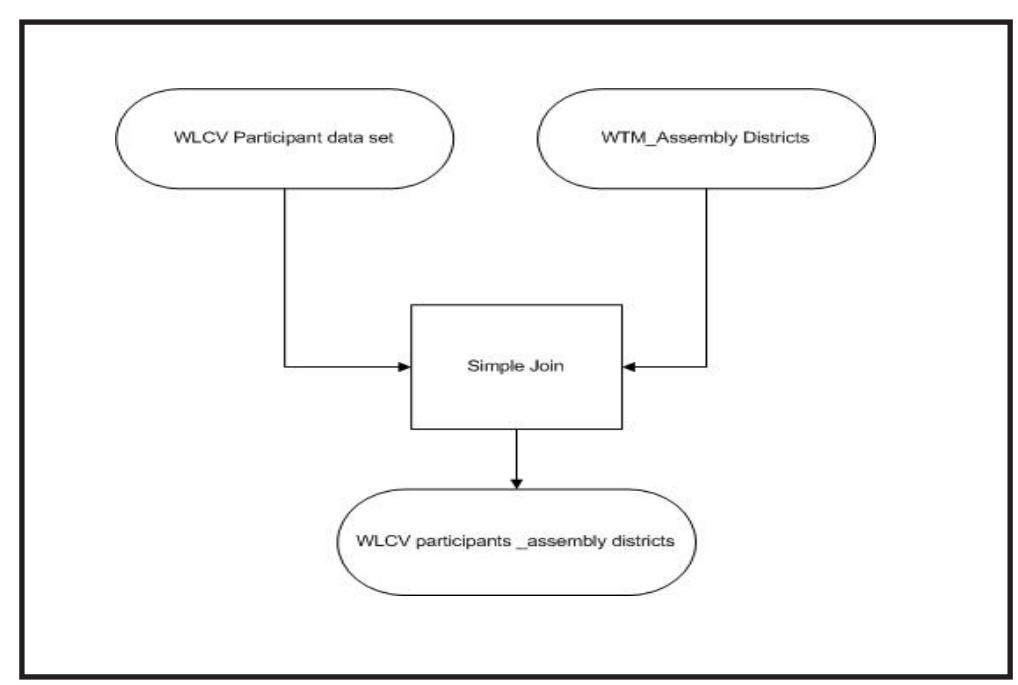 WLCV Participant data set
WTM_Assembly Districts
Simple Join
WLCV participants _assembly districts